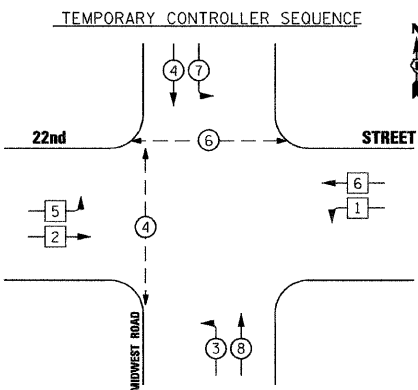 TEMPORARY CONTROLLER SEQUENCE
N
4 7
22nd STREET
6
6
5 1
2
4
MIDWEST ROAD
3 8